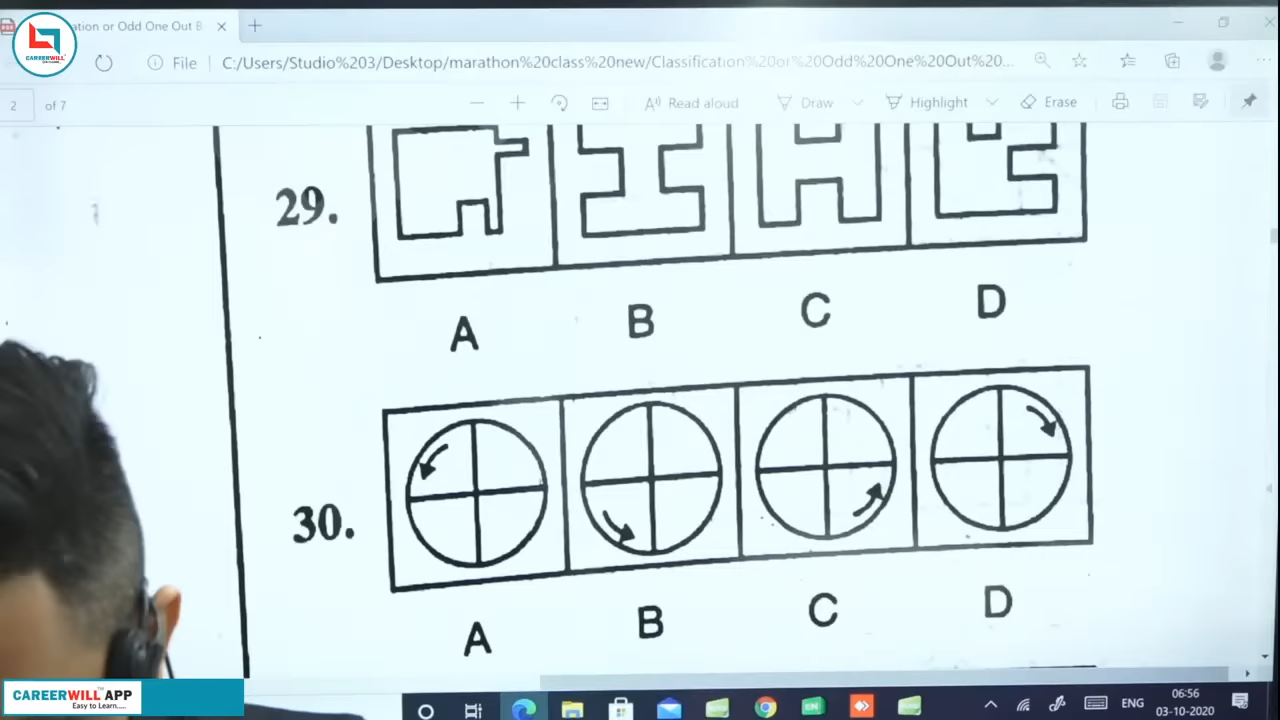 ation or Odd One Out B
CAREERWILL
File
C:/Users/Studio%203/Desktop/marathon%20class%20new/Classification%20or%20Odd%20One%20Out%20...
2 of 7
Read aloud
Draw
Highlight
Erase
29.
A B C D
30.
A B C D
CAREERWILL APP
Easy to Learn.....
ENG
06:56
03-10-2020